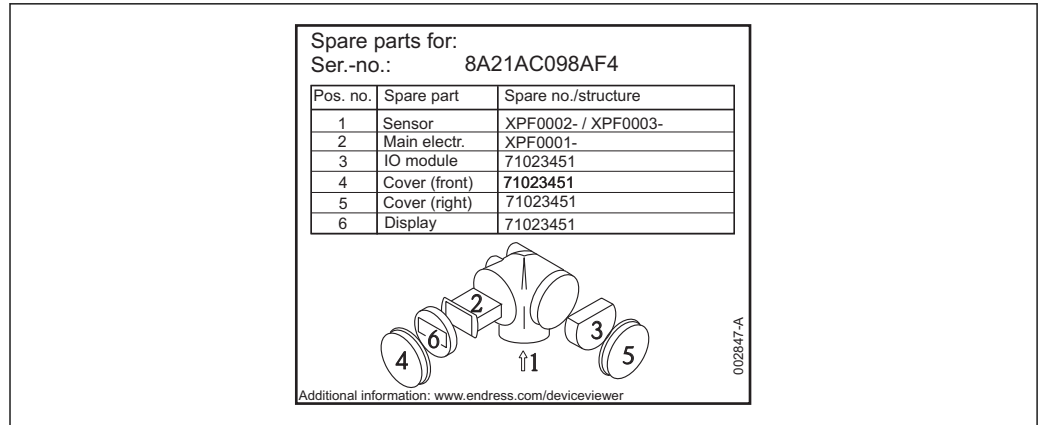 Spare parts for:
Ser.-no.: 8A21AC098AF4
Pos. no. Spare part Spare no./structure
1 Sensor XPF0002- / XPF0003-
2 Main electr. XPF0001-
3 IO module 71023451
4 Cover (front) 71023451
5 Cover (right) 71023451
6 Display 71023451
2
6
3
4
⇧1
5
002847-A
Additional information: www.endress.com/deviceviewer